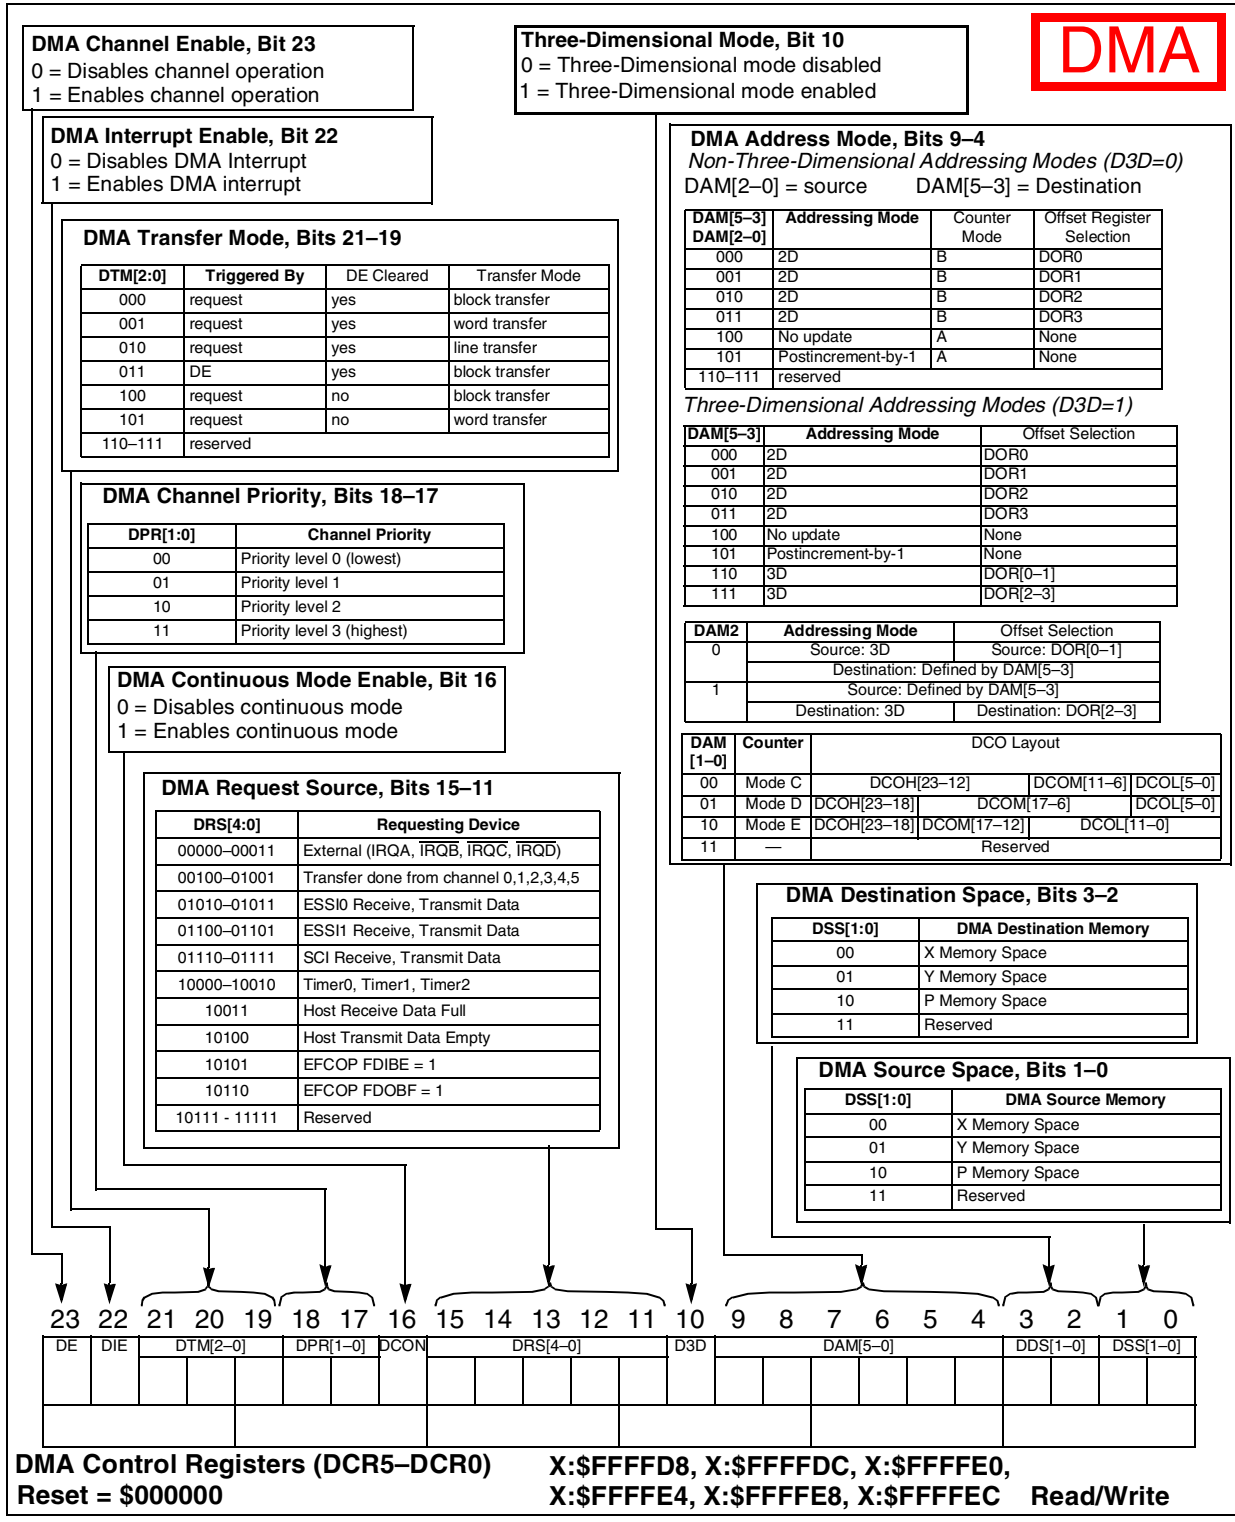 DMA
DMA Channel Enable, Bit 23
0 = Disables channel operation
1 = Enables channel operation
Three-Dimensional Mode, Bit 10
0 = Three-Dimensional mode disabled
1 = Three-Dimensional mode enabled
DMA Interrupt Enable, Bit 22
0 = Disables DMA Interrupt
1 = Enables DMA interrupt
DMA Transfer Mode, Bits 21–19
DTM[2:0] Triggered By DE Cleared Transfer Mode
000 request yes block transfer
001 request yes word transfer
010 request yes line transfer
011 DE yes block transfer
100 request no block transfer
101 request no word transfer
110–111 reserved
DMA Channel Priority, Bits 18–17
DPR[1:0] Channel Priority
00 Priority level 0 (lowest)
01 Priority level 1
10 Priority level 2
11 Priority level 3 (highest)
DMA Continuous Mode Enable, Bit 16
0 = Disables continuous mode
1 = Enables continuous mode
DMA Request Source, Bits 15–11
DRS[4:0] Requesting Device
00000–00011 External (IRQA, IRQB, IRQC, IRQD)
00100–01001 Transfer done from channel 0,1,2,3,4,5
01010–01011 ESSI0 Receive, Transmit Data
01100–01101 ESSI1 Receive, Transmit Data
01110–01111 SCI Receive, Transmit Data
10000–10010 Timer0, Timer1, Timer2
10011 Host Receive Data Full
10100 Host Transmit Data Empty
10101 EFCOP FDIBE = 1
10110 EFCOP FDOBF = 1
10111 - 11111 Reserved
DMA Address Mode, Bits 9–4
Non-Three-Dimensional Addressing Modes (D3D=0)
DAM[2–0] = source DAM[5–3] = Destination
DAM[5–3] Addressing Mode Counter Offset Register
DAM[2–0] Mode Selection
000 2D B DOR0
001 2D B DOR1
010 2D B DOR2
011 2D B DOR3
100 No update A None
101 Postincrement-by-1 A None
110–111 reserved
Three-Dimensional Addressing Modes (D3D=1)
DAM[5–3] Addressing Mode Offset Selection
000 2D DOR0
001 2D DOR1
010 2D DOR2
011 2D DOR3
100 No update None
101 Postincrement-by-1 None
110 3D DOR[0–1]
111 3D DOR[2–3]
DAM2 Addressing Mode Offset Selection
0 Source: 3D Source: DOR[0–1]
Destination: Defined by DAM[5–3]
1 Source: Defined by DAM[5–3]
Destination: 3D Destination: DOR[2–3]
DAM Counter DCO Layout
[1–0]
00 Mode C DCOH[23–12] DCOM[11–6] DCOL[5–0]
01 Mode D DCOH[23–18] DCOM[17–6] DCOL[5–0]
10 Mode E DCOH[23–18] DCOM[17–12] DCOL[11–0]
11 — Reserved
DMA Destination Space, Bits 3–2
DSS[1:0] DMA Destination Memory
00 X Memory Space
01 Y Memory Space
10 P Memory Space
11 Reserved
DMA Source Space, Bits 1–0
DSS[1:0] DMA Source Memory
00 X Memory Space
01 Y Memory Space
10 P Memory Space
11 Reserved
23 22 21 20 19 18 17 16 15 14 13 12 11 10 9 8 7 6 5 4 3 2 1 0
DE DIE DTM[2–0] DPR[1–0] DCON DRS[4–0] D3D DAM[5–0] DDS[1–0] DSS[1–0]
DMA Control Registers (DCR5–DCR0) X:$FFFFD8, X:$FFFFDC, X:$FFFFE0,
Reset = $000000 X:$FFFFE4, X:$FFFFE8, X:$FFFFEC Read/Write